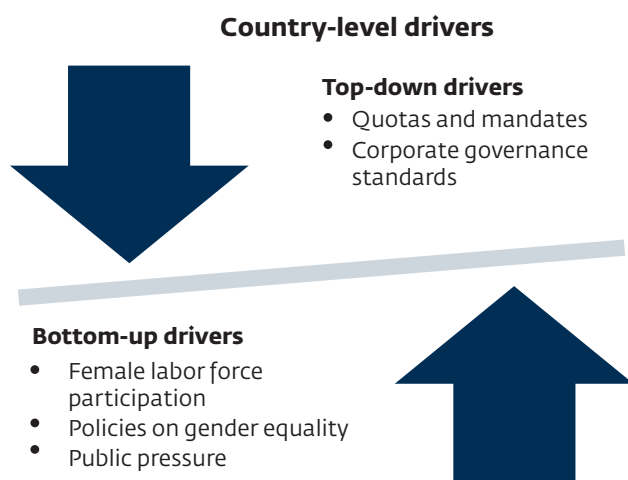 Country-level drivers
Top-down drivers
• Quotas and mandates
• Corporate governance
standards
Bottom-up drivers
• Female labor force
participation
• Policies on gender equality
• Public pressure